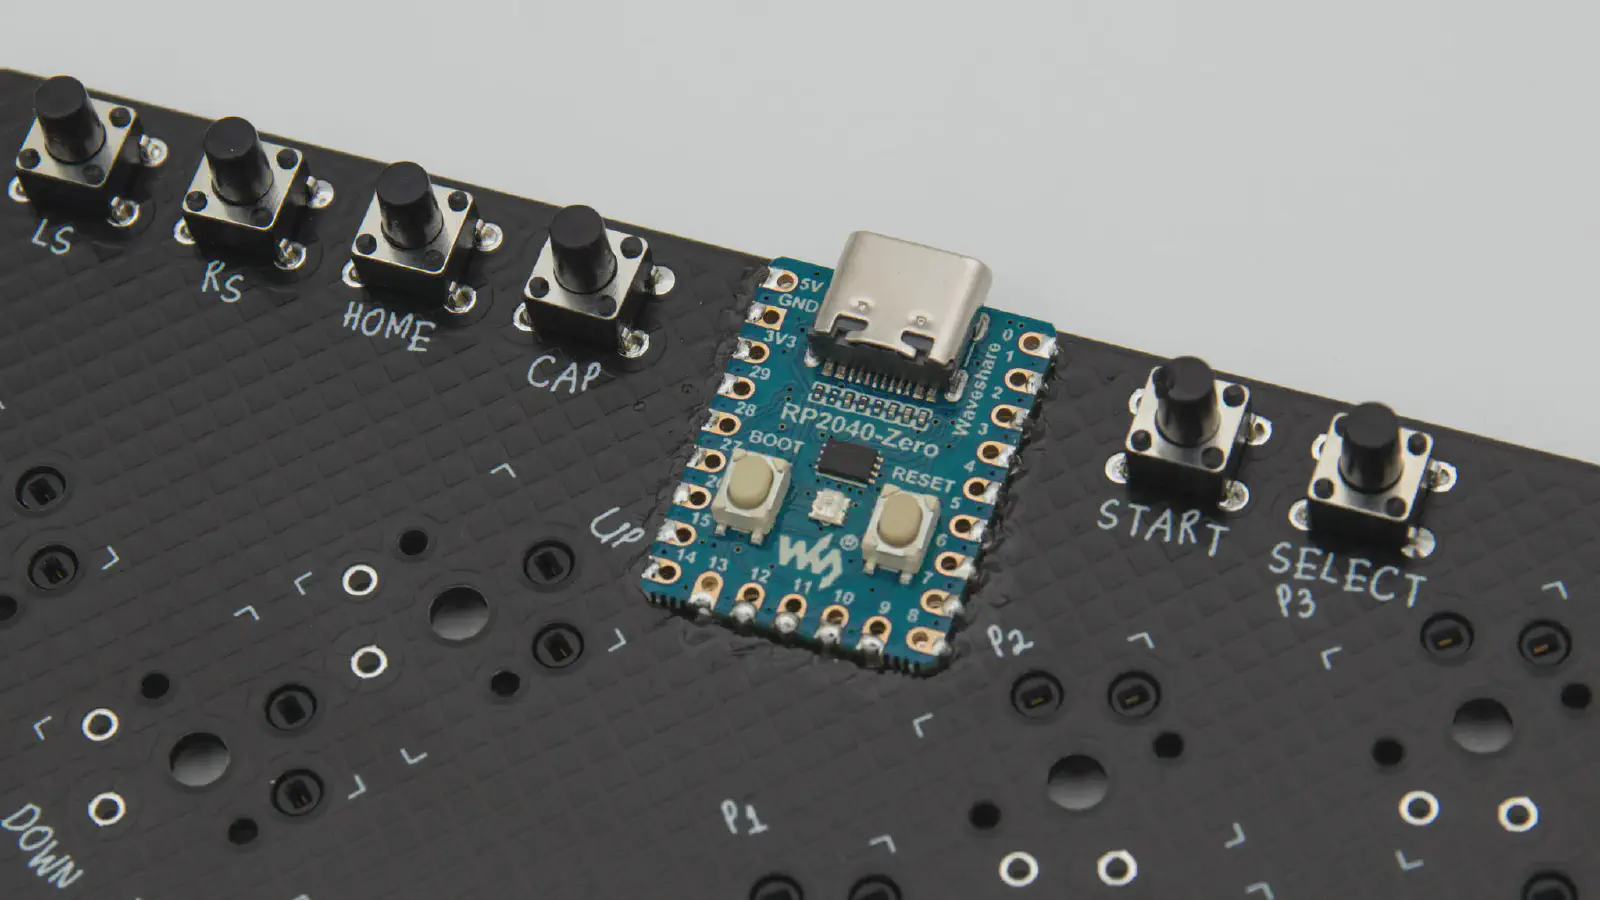 LS
RS
HOME
CAP
5V
GND
3V3
29
28
27
26
15
14
13
12
11
10
9
8
7
6
5
4
3
2
1
0
Waveshare
RP2040-Zero
BOOT
RESET
WS
®
UP
START
SELECT
P3
P2
P1
DOWN